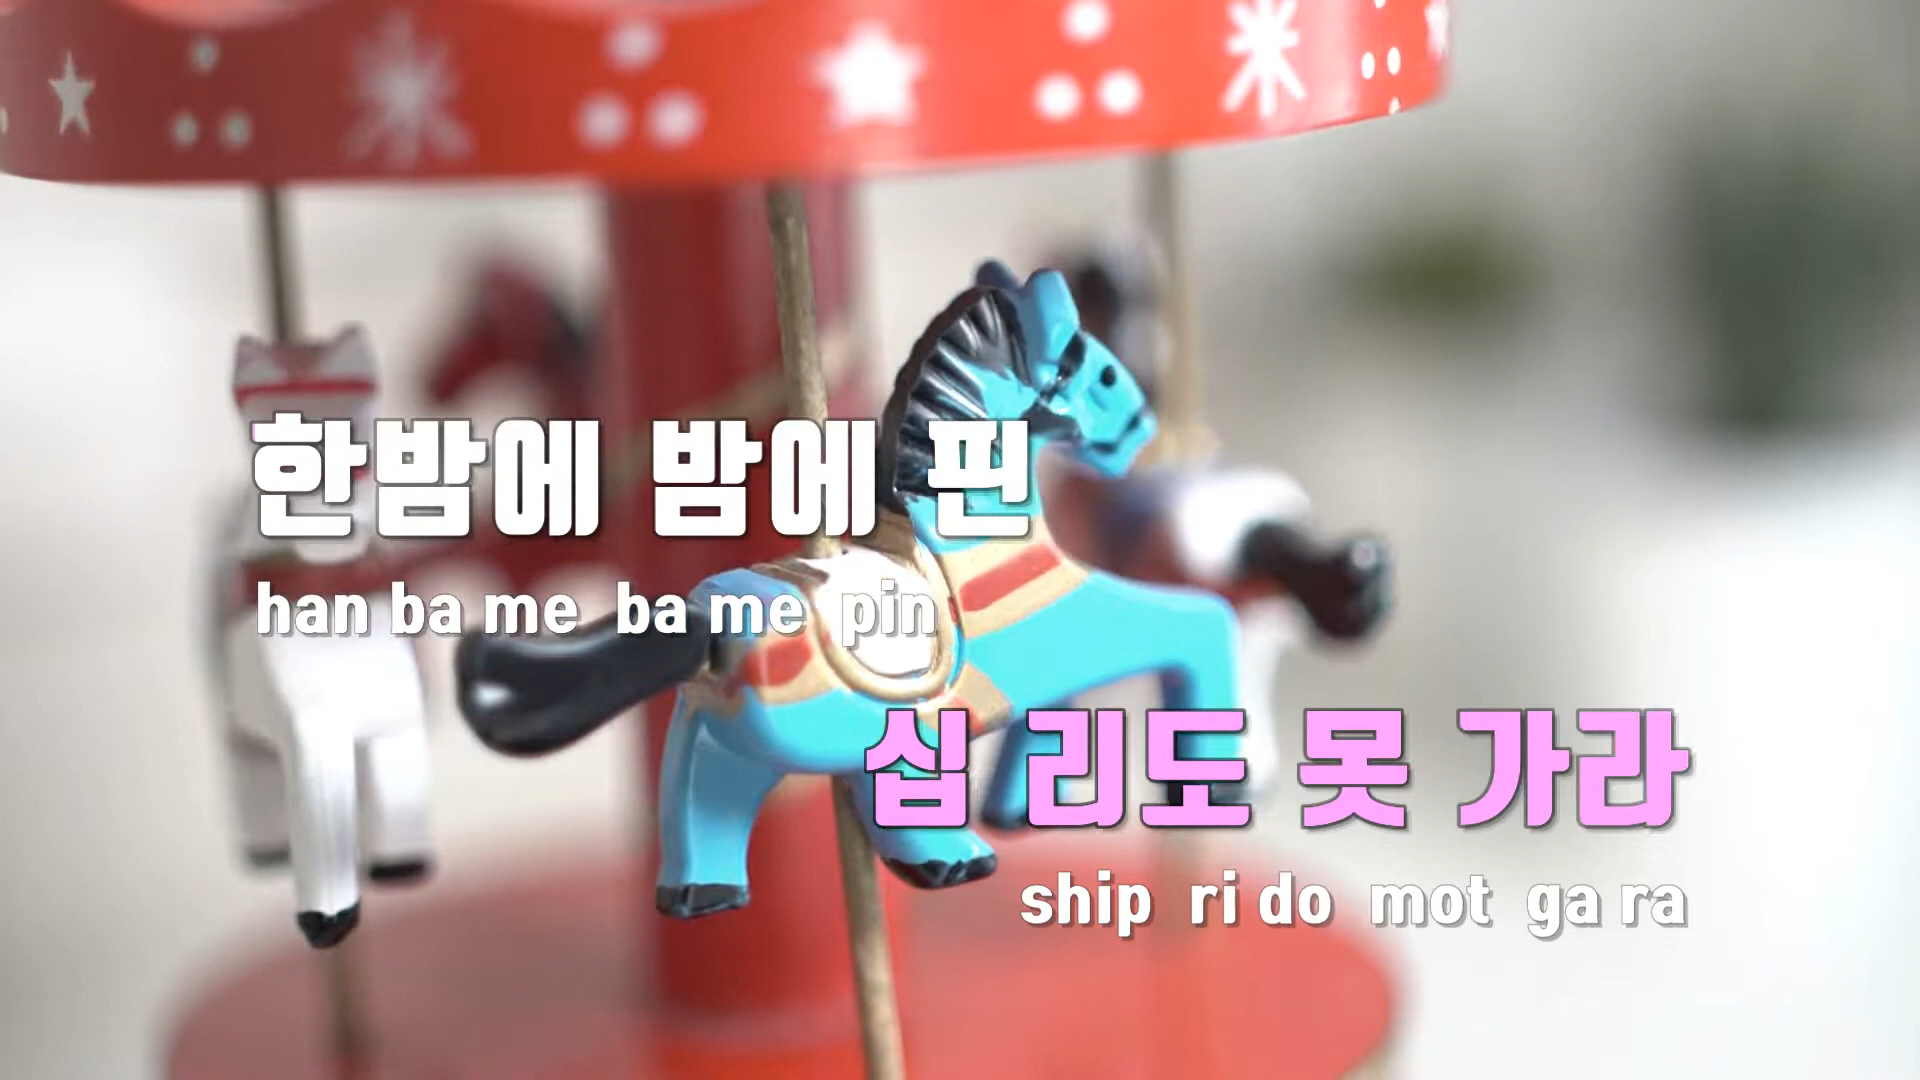 한밤에 밤에 핀
han ba me ba me pin
십 리도 못 가라
ship ri do mot ga ra